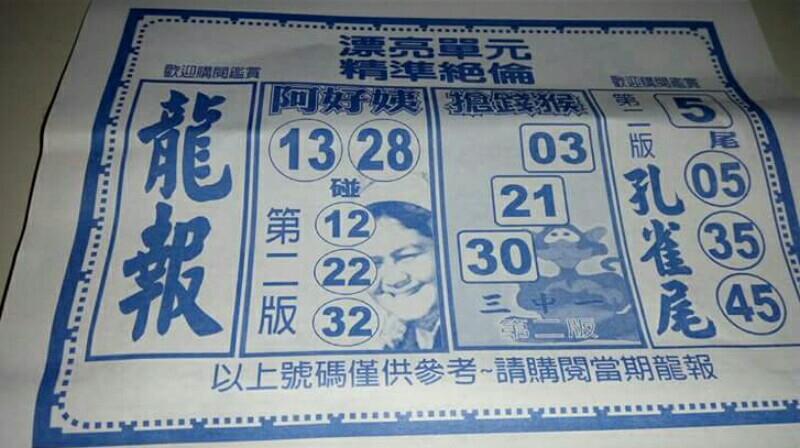 漂亮單元
精準絕倫
歡迎購閱鑑賞
歡迎購閱鑑賞
龍報
阿好姨
13 28
碰
12
22
32
第二版
搶錢猴
03
21
30
三中一
第二版
第二版
5
尾
孔雀尾
05
35
45
以上號碼僅供參考~請購閱當期龍報